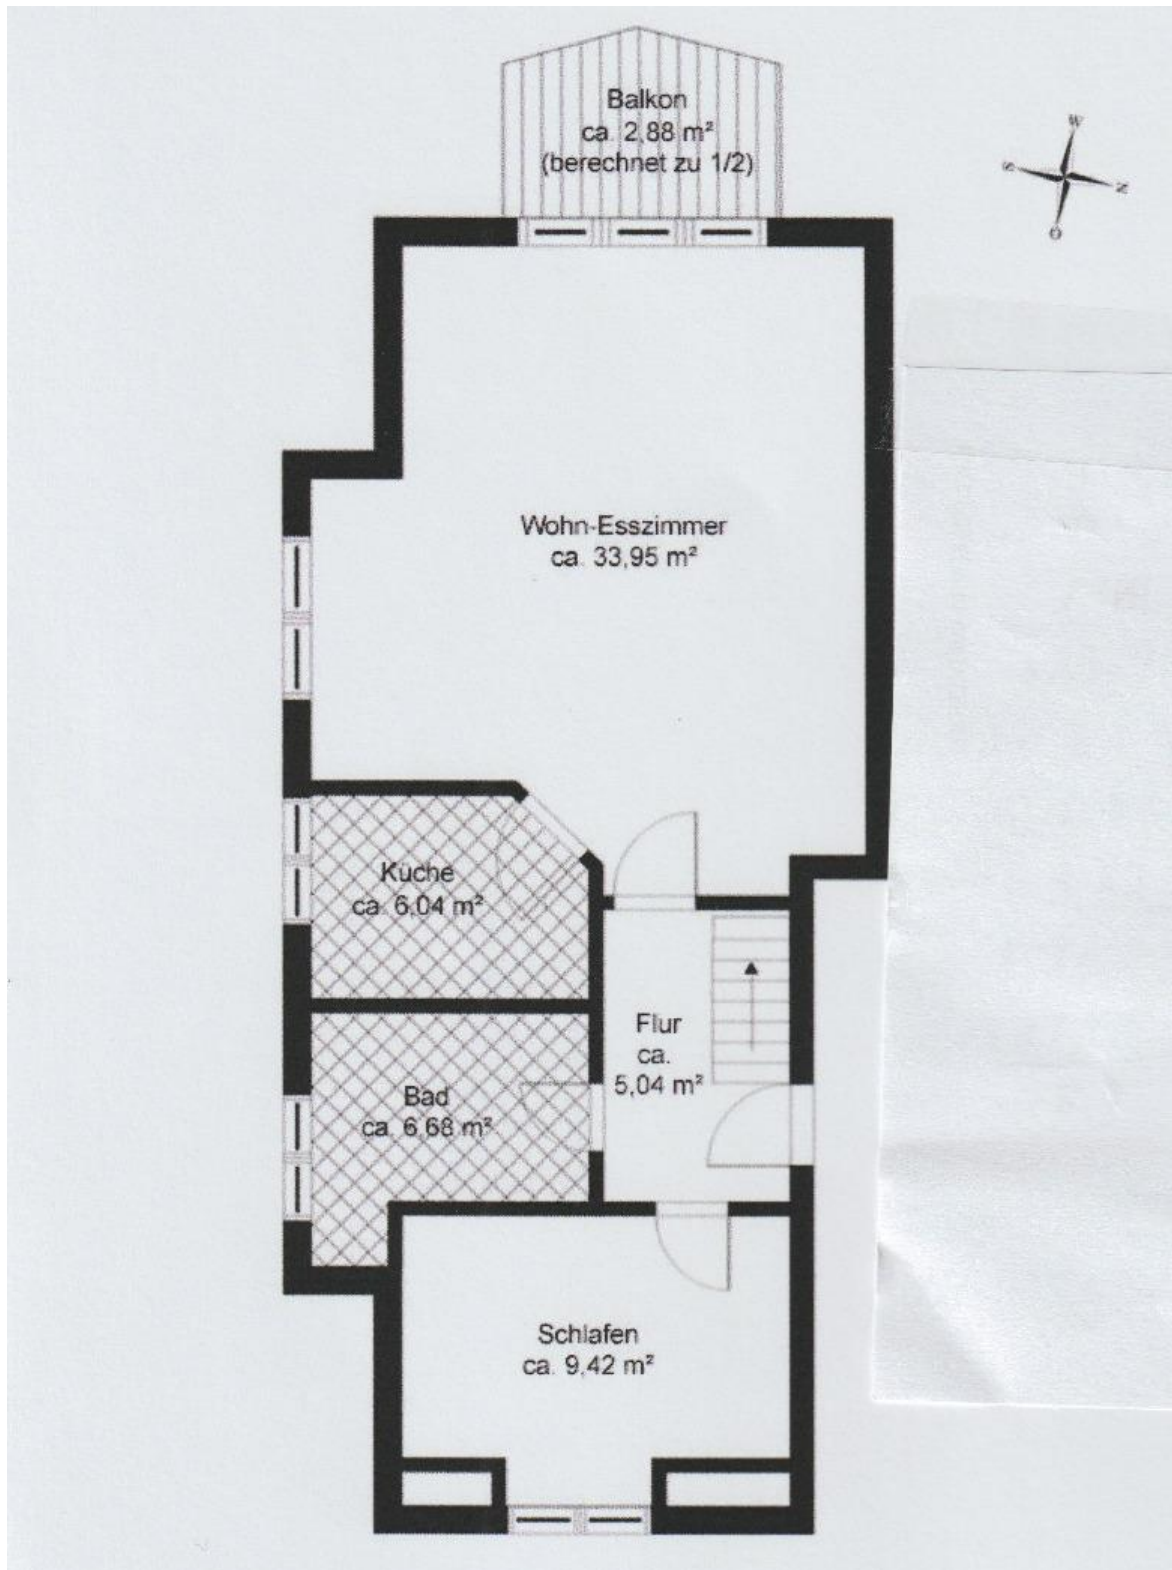 Balkon
ca. 2,88 m²
(berechnet zu 1/2)
W
S
N
O
Wohn-Esszimmer
ca. 33,95 m²
Küche
ca. 6,04 m²
Flur
ca.
5,04 m²
Bad
ca. 6,68 m²
Schlafen
ca. 9,42 m²